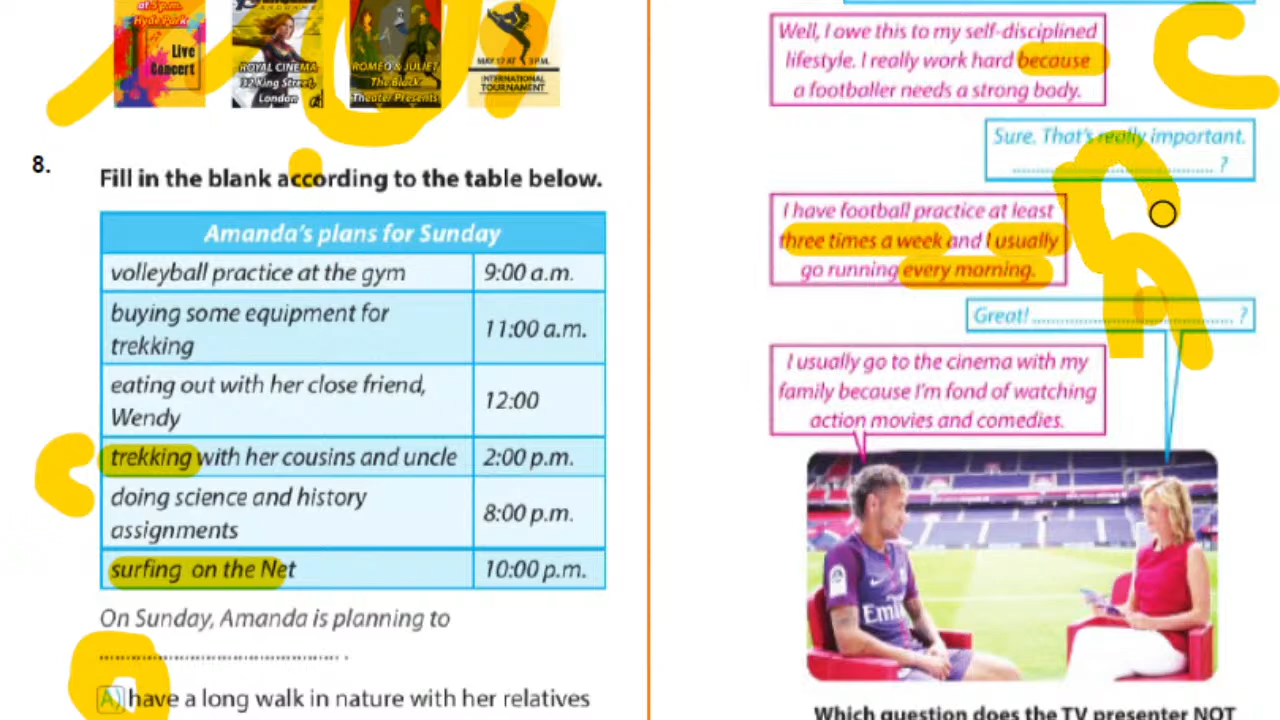 at 5 p.m.
Hyde Park
Live
Concert
ROYAL CINEMA
32 King Street,
London
ROMEO & JULIET
The Black
Theater Presents
MAY 17 AT 3 P.M.
INTERNATIONAL
TOURNAMENT
8.
Fill in the blank according to the table below.
Amanda's plans for Sunday
volleyball practice at the gym 9:00 a.m.
buying some equipment for
trekking 11:00 a.m.
eating out with her close friend,
Wendy 12:00
trekking with her cousins and uncle 2:00 p.m.
doing science and history
assignments 8:00 p.m.
surfing on the Net 10:00 p.m.
On Sunday, Amanda is planning to
.............................................. .
A) have a long walk in nature with her relatives
Well, I owe this to my self-disciplined
lifestyle. I really work hard because
a footballer needs a strong body.
Sure. That's really important.
.............................................. ?
I have football practice at least
three times a week and I usually
go running every morning.
Great! .............................................. ?
I usually go to the cinema with my
family because I'm fond of watching
action movies and comedies.
Which question does the TV presenter NOT